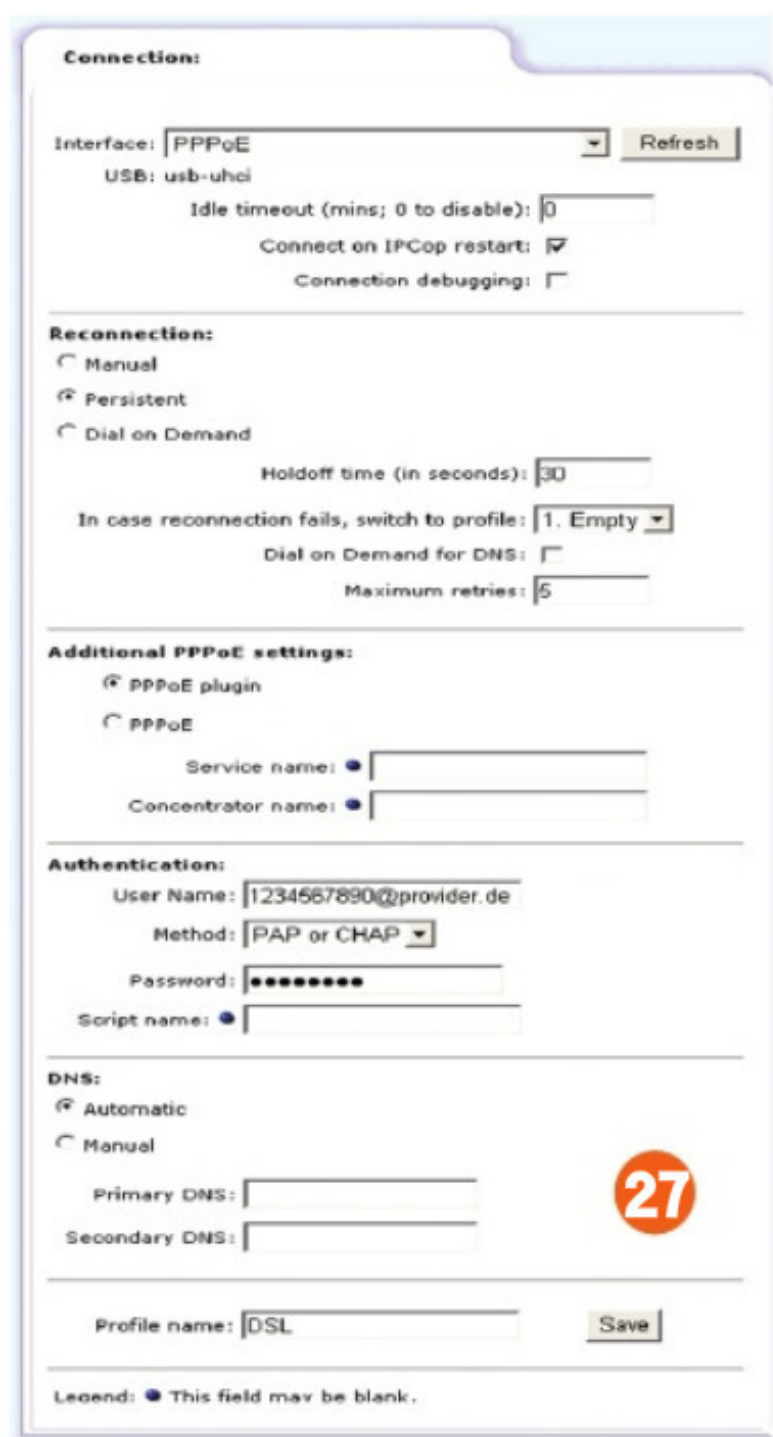 Connection:
Interface: PPPoE Refresh
USB: usb-uhci
Idle timeout (mins; 0 to disable): 0
Connect on IPCop restart:
Connection debugging:
Reconnection:
Manual
Persistent
Dial on Demand
Holdoff time (in seconds): 30
In case reconnection fails, switch to profile: 1. Empty
Dial on Demand for DNS:
Maximum retries: 5
Additional PPPoE settings:
PPPoE plugin
PPPoE
Service name:
Concentrator name:
Authentication:
User Name: 1234567890@provider.de
Method: PAP or CHAP
Password: ●●●●●●●●
Script name:
DNS:
Automatic
Manual
27
Primary DNS:
Secondary DNS:
Profile name: DSL Save
Legend: This field may be blank.